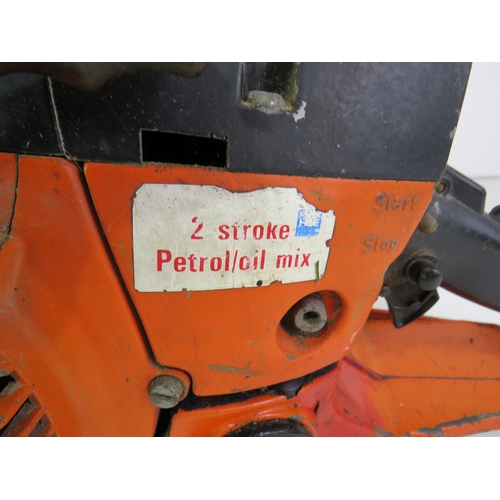 2 stroke
Petrol/oil mix
Start
Stop